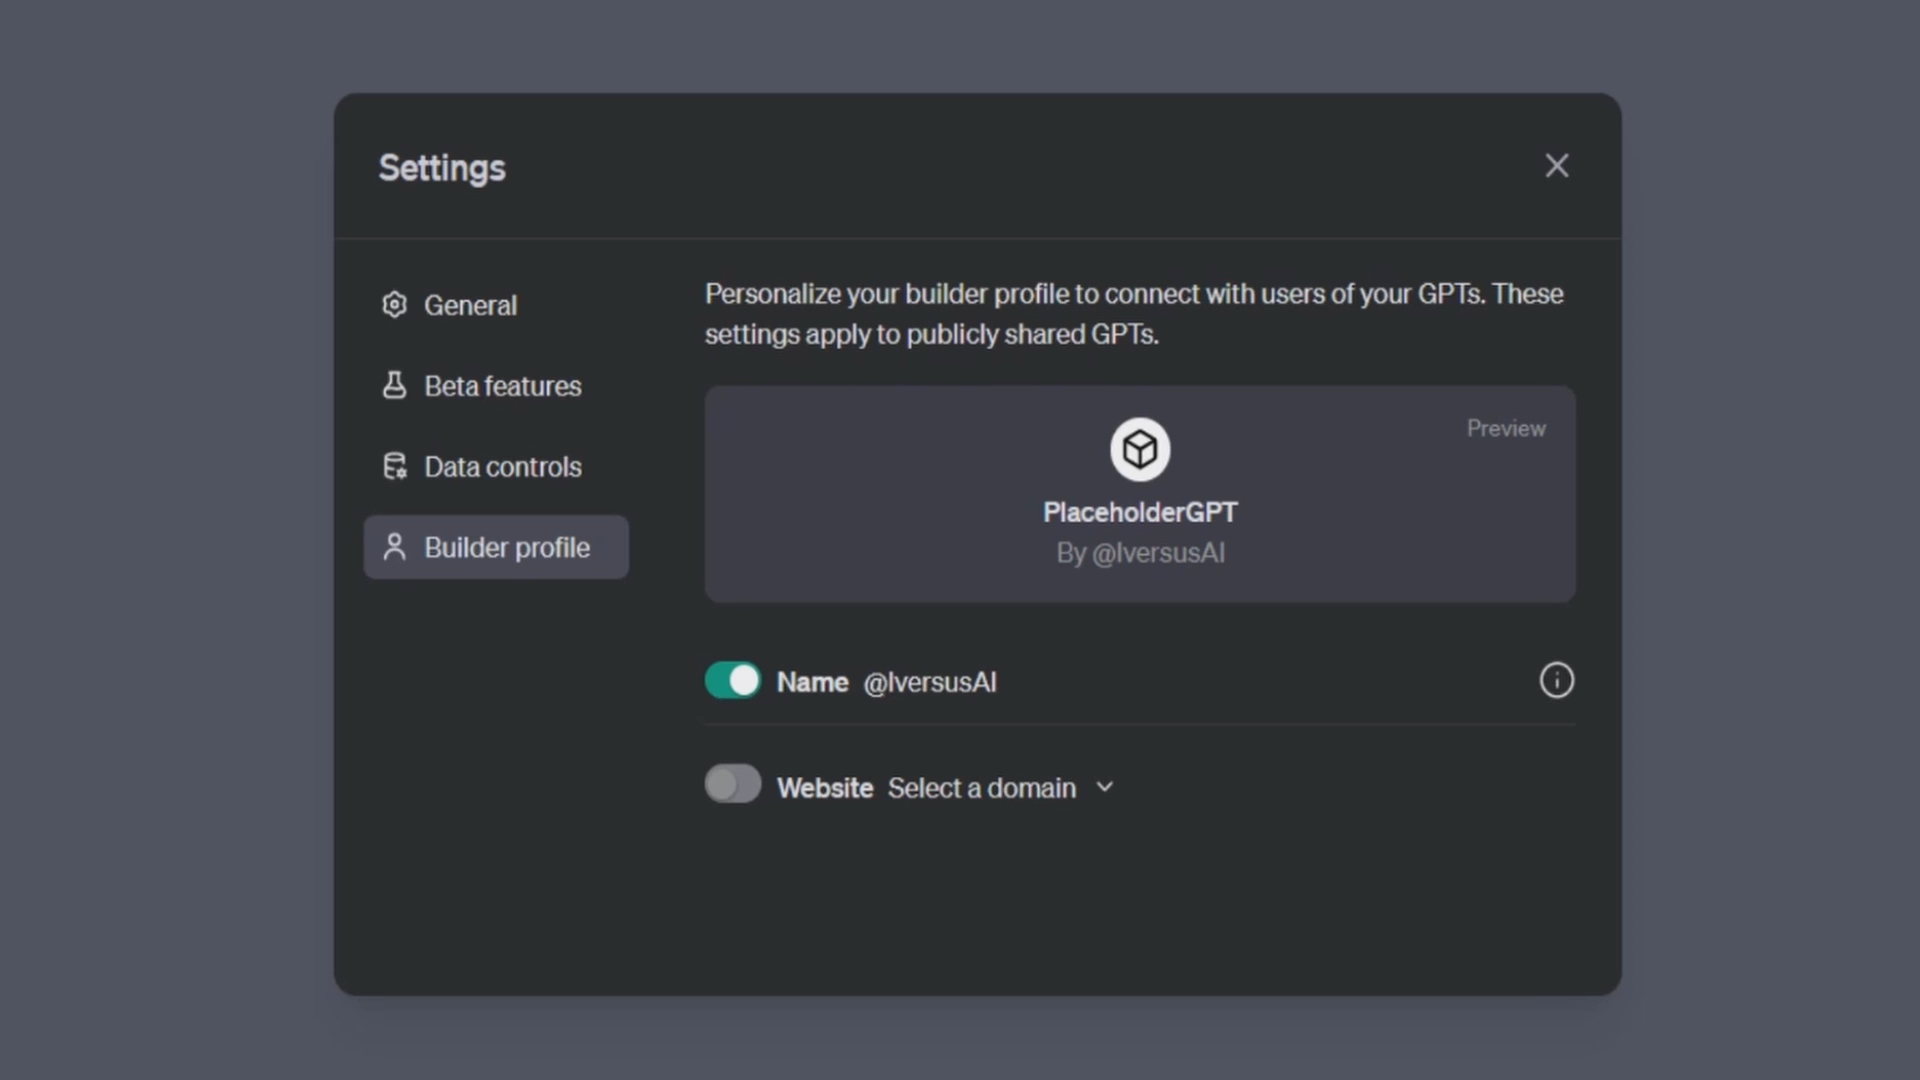 Settings
General
Beta features
Data controls
Builder profile
Personalize your builder profile to connect with users of your GPTs. These
settings apply to publicly shared GPTs.
Preview
PlaceholderGPT
By @IversusAI
Name @IversusAI
Website Select a domain